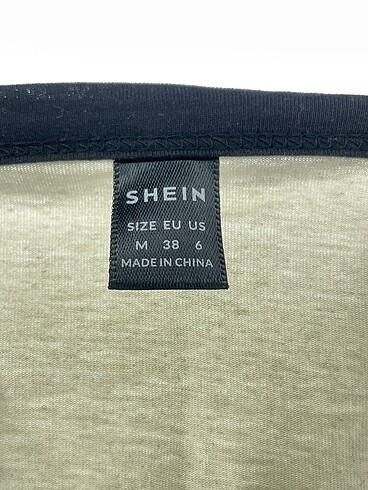 SHEIN
SIZE EU US
M 38 6
MADE IN CHINA